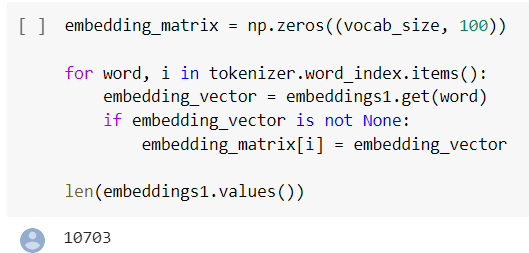 [ ] embedding_matrix = np.zeros((vocab_size, 100))
for word, i in tokenizer.word_index.items():
    embedding_vector = embeddings1.get(word)
    if embedding_vector is not None:
        embedding_matrix[i] = embedding_vector
len(embeddings1.values())
10703